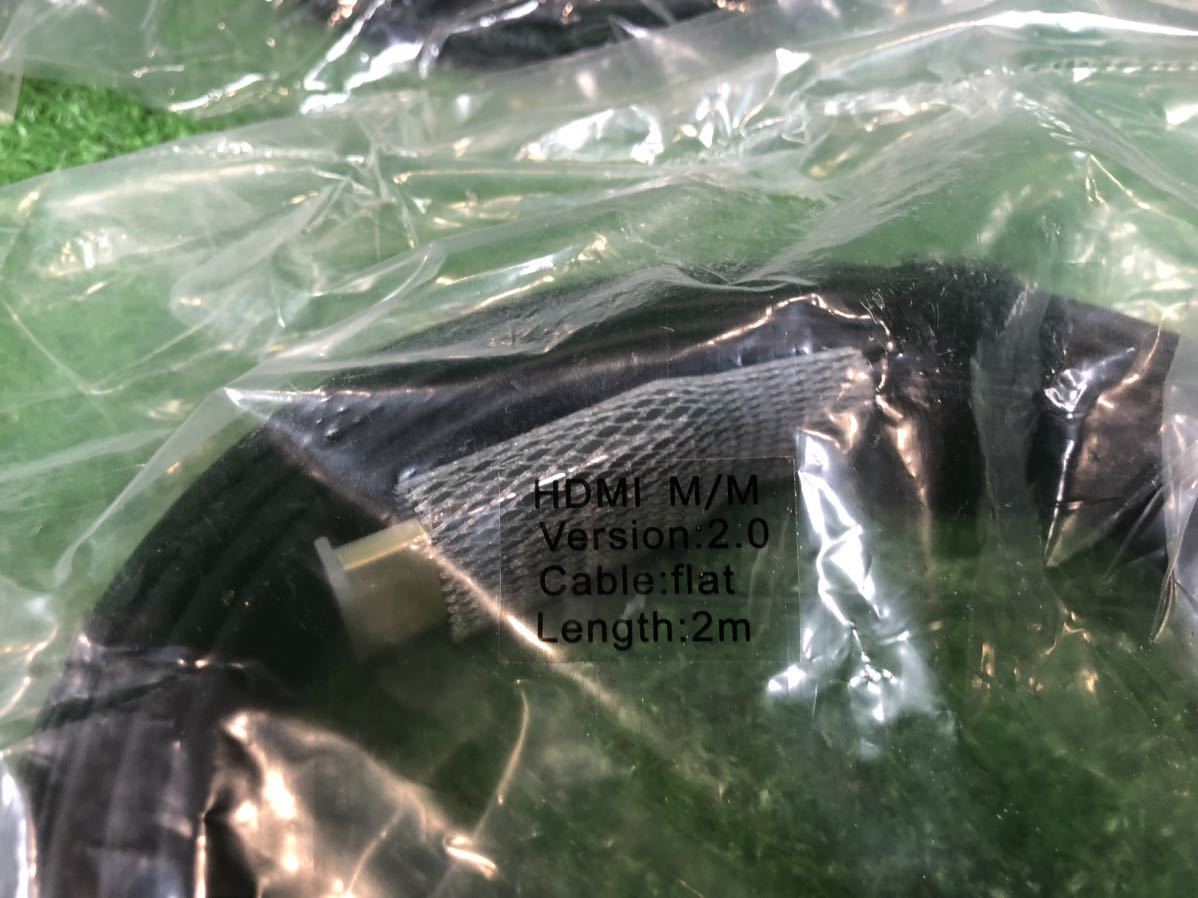 HDMI M/M
Version:2.0
Cable:flat
Length:2m